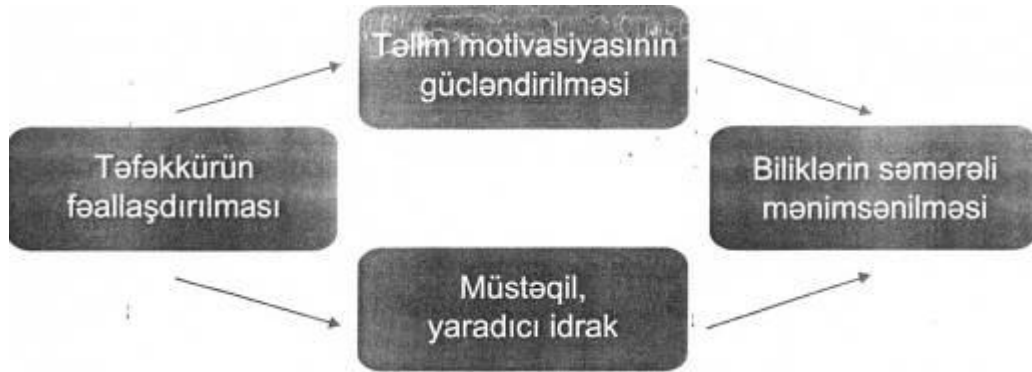 Təlim motivasiyasının
gücləndirilməsi
Təfəkkürün
fəallaşdırılması
Biliklərin səmərəli
mənimsənilməsi
Müstəqil,
yaradıcı idrak